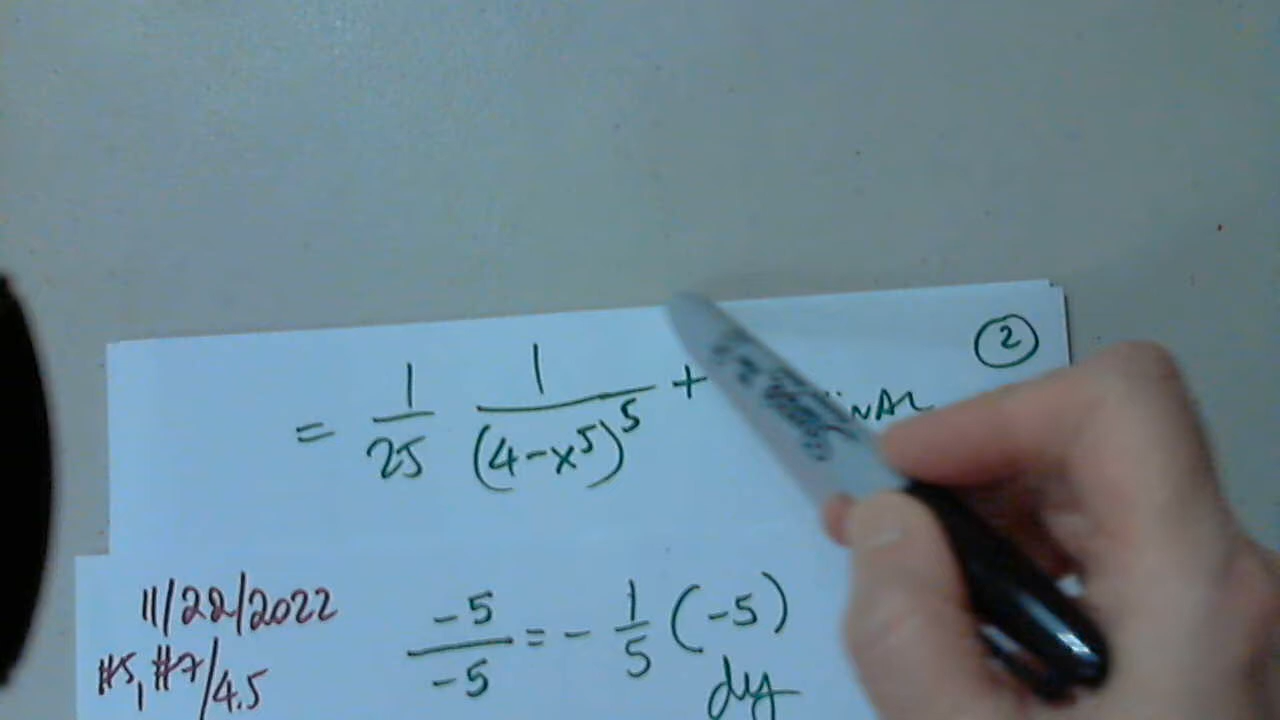 2
= 1/25 1/(4-x^5)^5 +
11/22/2022
#5, #7/4.5
-5/-5 = - 1/5 (-5)
dy